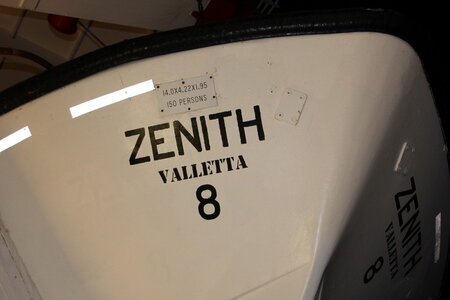 14.0X4.22X1.95
150 PERSONS
ZENITH
VALLETTA
8
ZENITH
VALLETTA
8